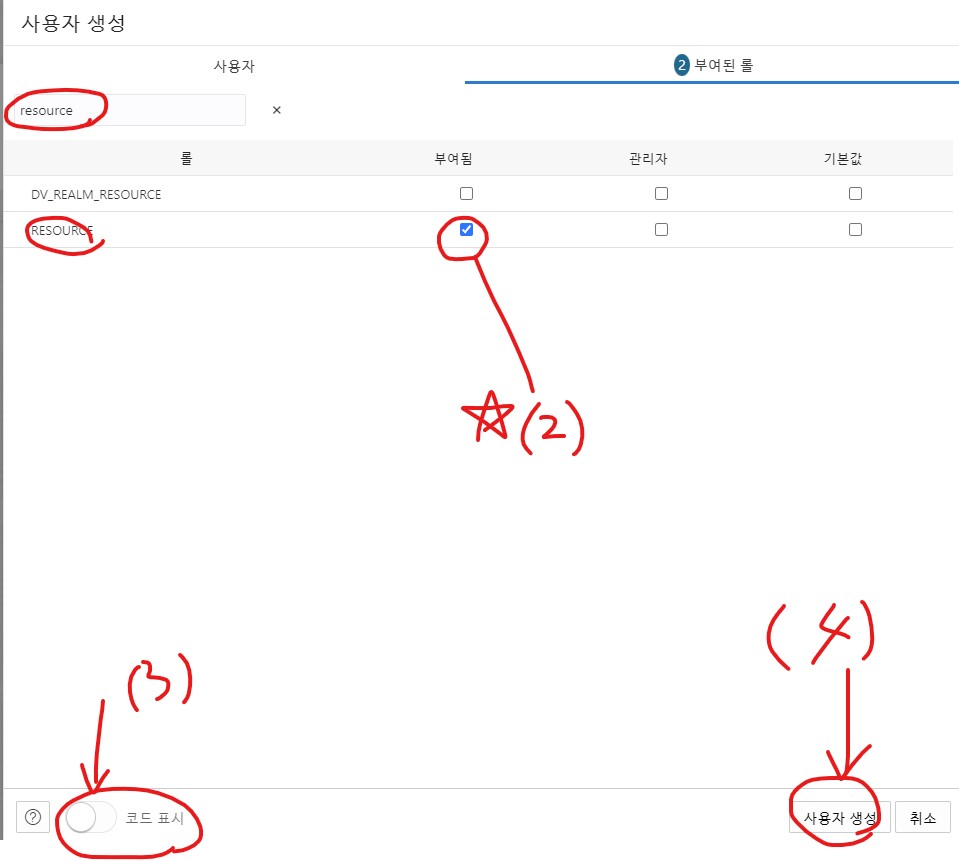 사용자 생성
사용자
2 부여된 롤
resource ×
롤 부여됨 관리자 기본값
DV_REALM_RESOURCE
RESOURCE
☆(2)
(4)
(3)
? 코드 표시 사용자 생성 취소